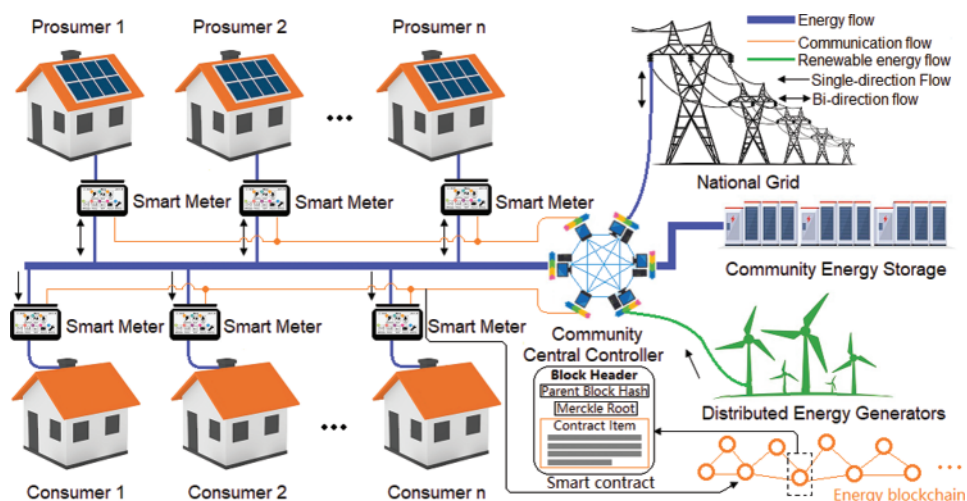 Prosumer 1
Prosumer 2
Prosumer n
Energy flow
Communication flow
Renewable energy flow
Single-direction Flow
Bi-direction flow
...
National Grid
Smart Meter
Smart Meter
Smart Meter
Community Energy Storage
Smart Meter
Smart Meter
Smart Meter
Community
Central Controller
Block Header
Parent Block Hash
Merckle Root
Contract Item
Distributed Energy Generators
...
Smart contract
...
Energy blockchain
Consumer 1
Consumer 2
Consumer n